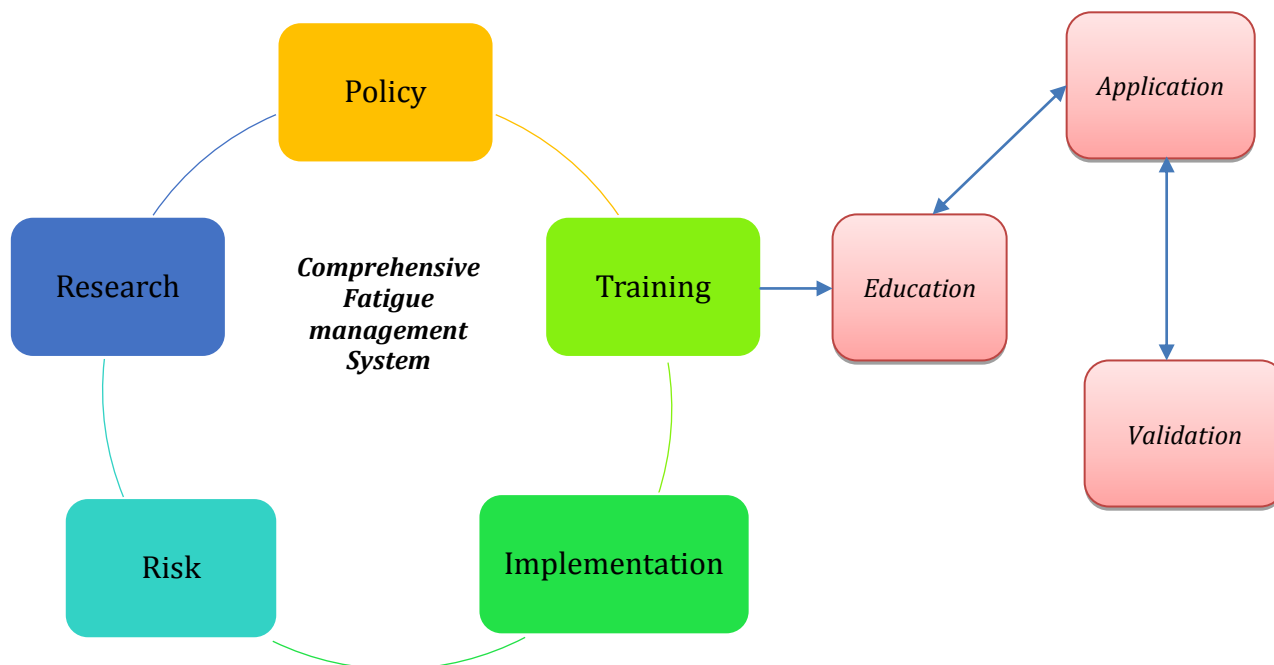 Policy
Application
Research
Comprehensive
Fatigue
management
System
Training
Education
Validation
Risk
Implementation